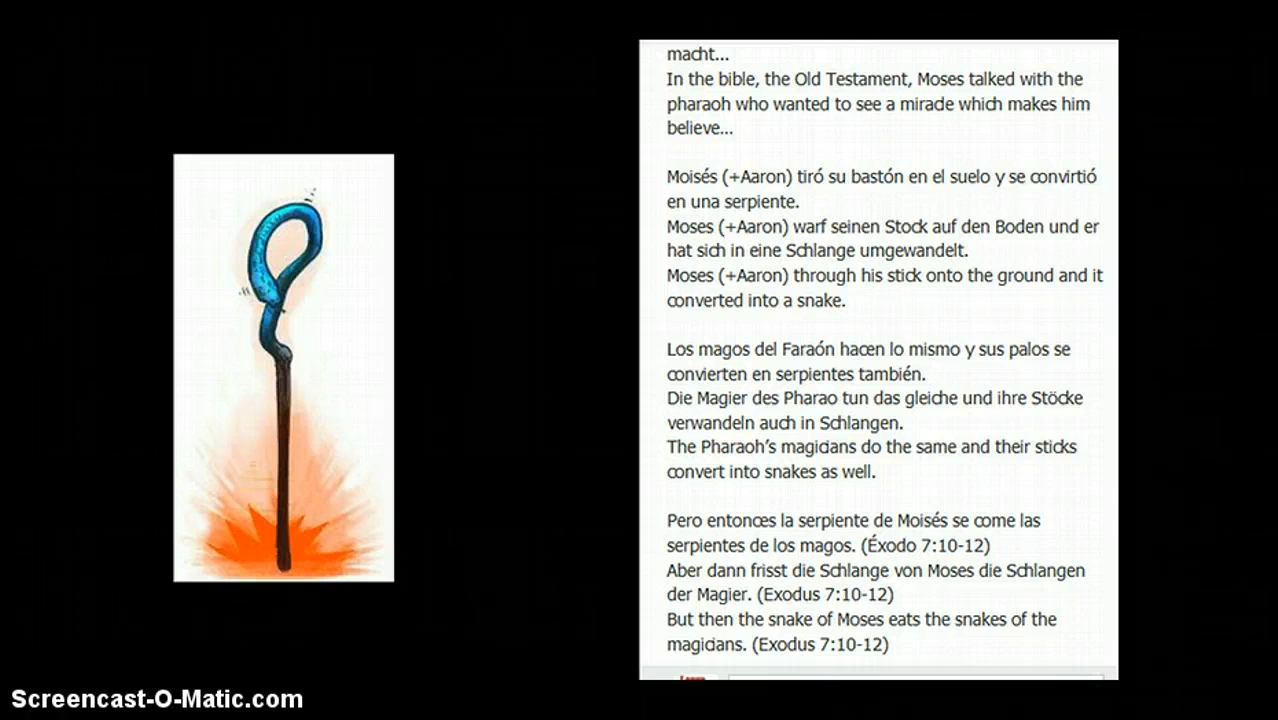 macht...
In the bible, the Old Testament, Moses talked with the
pharaoh who wanted to see a miracle which makes him
believe...
Moisés (+Aaron) tiró su bastón en el suelo y se convirtió
en una serpiente.
Moses (+Aaron) warf seinen Stock auf den Boden und er
hat sich in eine Schlange umgewandelt.
Moses (+Aaron) through his stick onto the ground and it
converted into a snake.
Los magos del Faraón hacen lo mismo y sus palos se
convierten en serpientes también.
Die Magier des Pharao tun das gleiche und ihre Stöcke
verwandeln auch in Schlangen.
The Pharaoh's magicians do the same and their sticks
convert into snakes as well.
Pero entonces la serpiente de Moisés se come las
serpientes de los magos. (Éxodo 7:10-12)
Aber dann frisst die Schlange von Moses die Schlangen
der Magier. (Exodus 7:10-12)
But then the snake of Moses eats the snakes of the
magicians. (Exodus 7:10-12)
Screencast-O-Matic.com